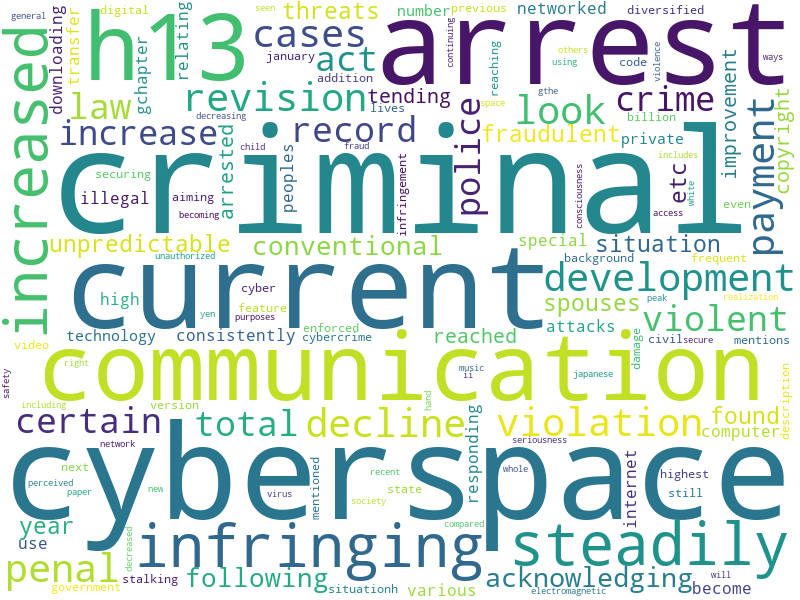 general digital threats number previous networked diversified
seen
h13 cases act arrest
downloading transfer gchapter relating january reaching continuing code violence others using ways
law revision addition tending look crime billion space
lives decreasing police gthe improvement payment copyright
increased increase record fraudulent private
arrested child fraud peoples infringement consciousness etc white includes access even
criminal
securing illegal aiming becoming
unpredictable conventional special situation frequent
unauthorized background
current development
high cyber feature yen purposes enforced spouses peak realization
violent
technology consistently cybercrime reached attacks damage civil secure mentions
video
communication
right music ii japanese
safety
including version hand description
certain total decline violation found
computer
network responding seriousness
cyberspace
next perceived paper mentioned virus recent state society whole internet highest still
new
year compared
use decreased infringing steadily
penal stalking following various acknowledging will
government situationh electromagnetic become